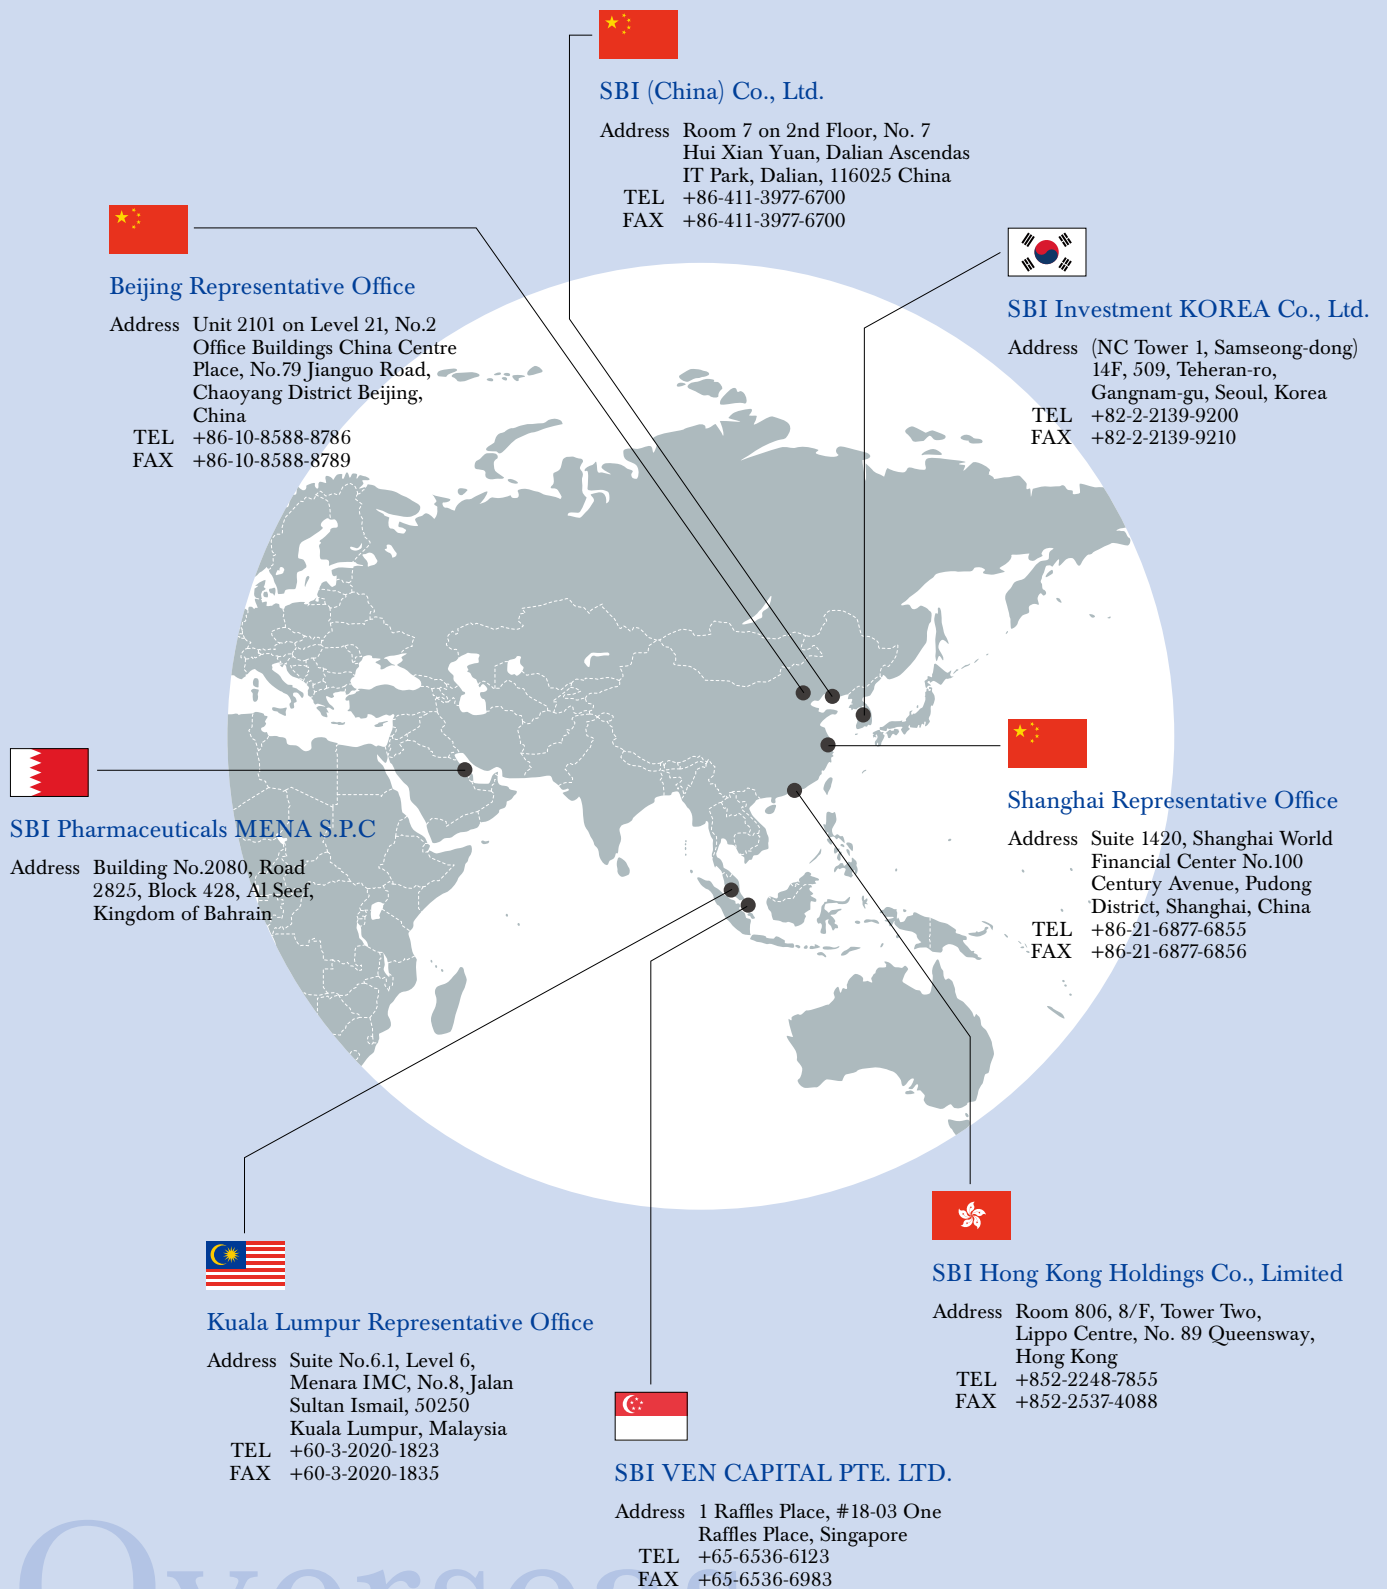 SBI (China) Co., Ltd.
Address Room 7 on 2nd Floor, No. 7
Hui Xian Yuan, Dalian Ascendas
IT Park, Dalian, 116025 China
TEL +86-411-3977-6700
FAX +86-411-3977-6700
Beijing Representative Office
Address Unit 2101 on Level 21, No.2
Office Buildings China Centre
Place, No.79 Jianguo Road,
Chaoyang District Beijing,
China
TEL +86-10-8588-8786
FAX +86-10-8588-8789
SBI Investment KOREA Co., Ltd.
Address (NC Tower 1, Samseong-dong)
14F, 509, Teheran-ro,
Gangnam-gu, Seoul, Korea
TEL +82-2-2139-9200
FAX +82-2-2139-9210
SBI Pharmaceuticals MENA S.P.C
Address Building No.2080, Road
2825, Block 428, Al Seef,
Kingdom of Bahrain
Shanghai Representative Office
Address Suite 1420, Shanghai World
Financial Center No.100
Century Avenue, Pudong
District, Shanghai, China
TEL +86-21-6877-6855
FAX +86-21-6877-6856
SBI Hong Kong Holdings Co., Limited
Address Room 806, 8/F, Tower Two,
Lippo Centre, No. 89 Queensway,
Hong Kong
TEL +852-2248-7855
FAX +852-2537-4088
Kuala Lumpur Representative Office
Address Suite No.6.1, Level 6,
Menara IMC, No.8, Jalan
Sultan Ismail, 50250
Kuala Lumpur, Malaysia
TEL +60-3-2020-1823
FAX +60-3-2020-1835
SBI VEN CAPITAL PTE. LTD.
Address 1 Raffles Place, #18-03 One
Raffles Place, Singapore
TEL +65-6536-6123
FAX +65-6536-6983
Overseas